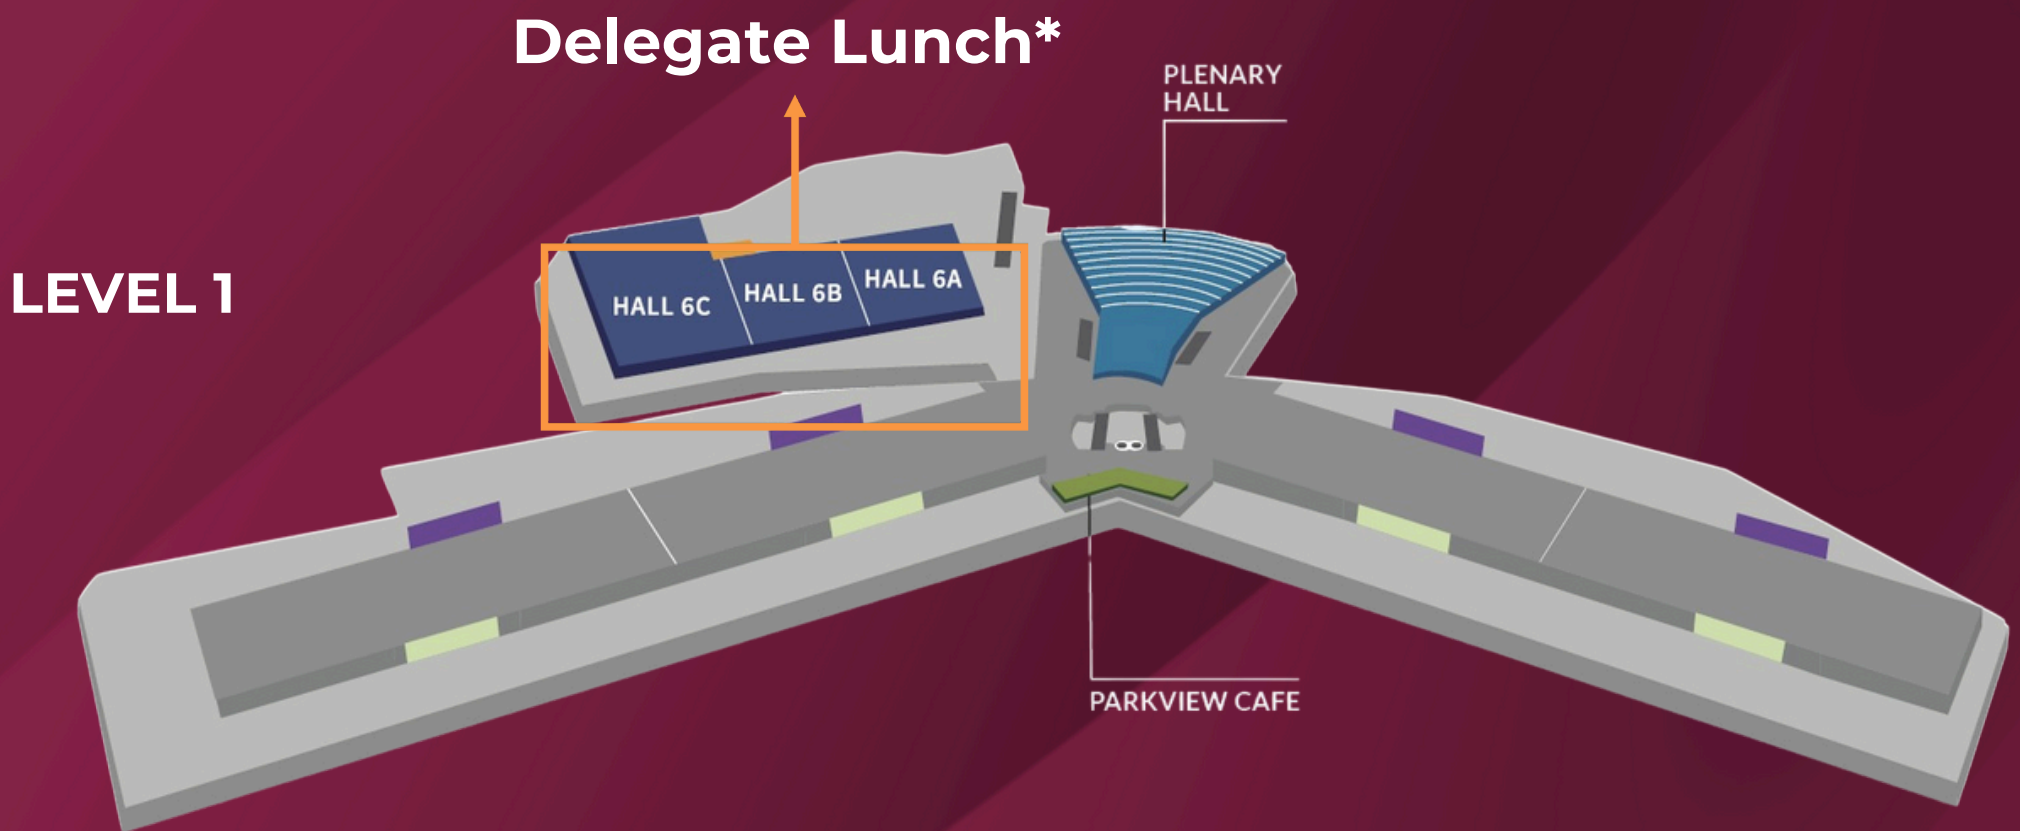 Delegate Lunch*
PLENARY
HALL
LEVEL 1
HALL 6C
HALL 6B
HALL 6A
PARKVIEW CAFE